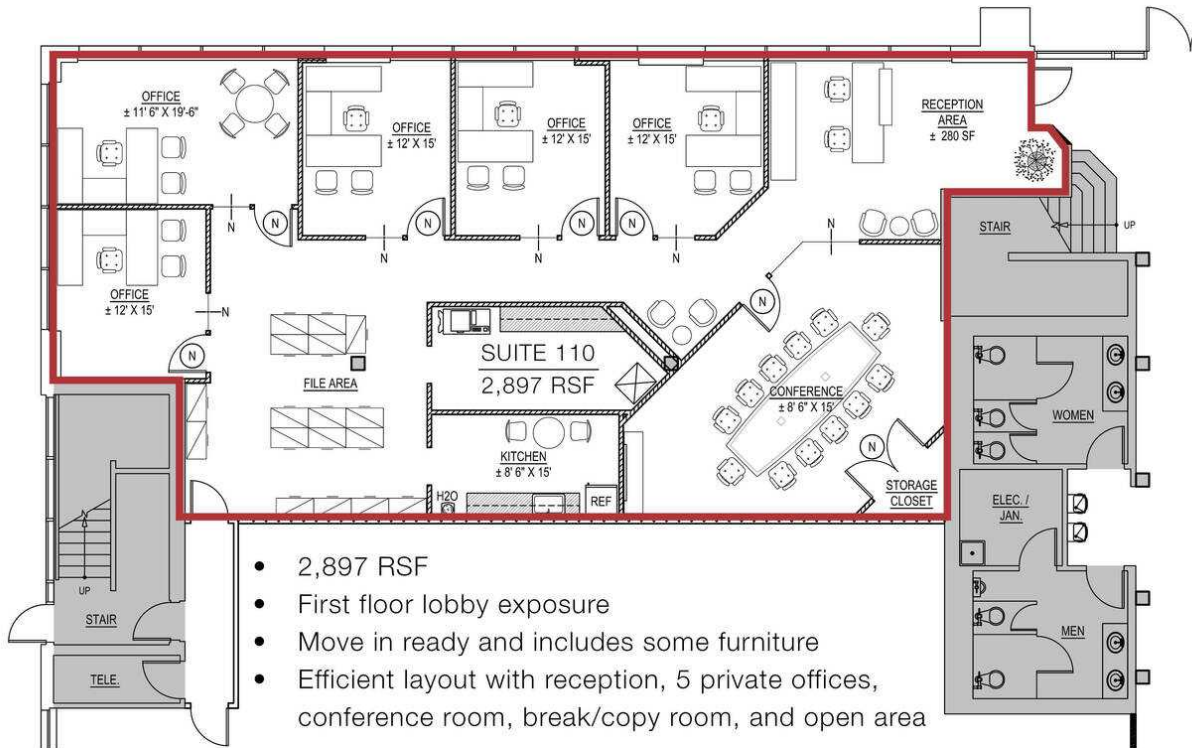 OFFICE
± 11' 6" X 19'-6"
OFFICE
± 12' X 15'
OFFICE
± 12' X 15'
OFFICE
± 12' X 15'
RECEPTION
AREA
± 280 SF
N
N
N
N
N
N
N
N
N
STAIR
UP
OFFICE
± 12' X 15'
N
N
N
SUITE 110
2,897 RSF
FILE AREA
CONFERENCE
± 8' 6" X 15'
WOMEN
KITCHEN
± 8' 6" X 15'
N
H2O
REF
STORAGE
CLOSET
ELEC. /
JAN.
UP
STAIR
TELE.
MEN
• 2,897 RSF
• First floor lobby exposure
• Move in ready and includes some furniture
• Efficient layout with reception, 5 private offices,
conference room, break/copy room, and open area